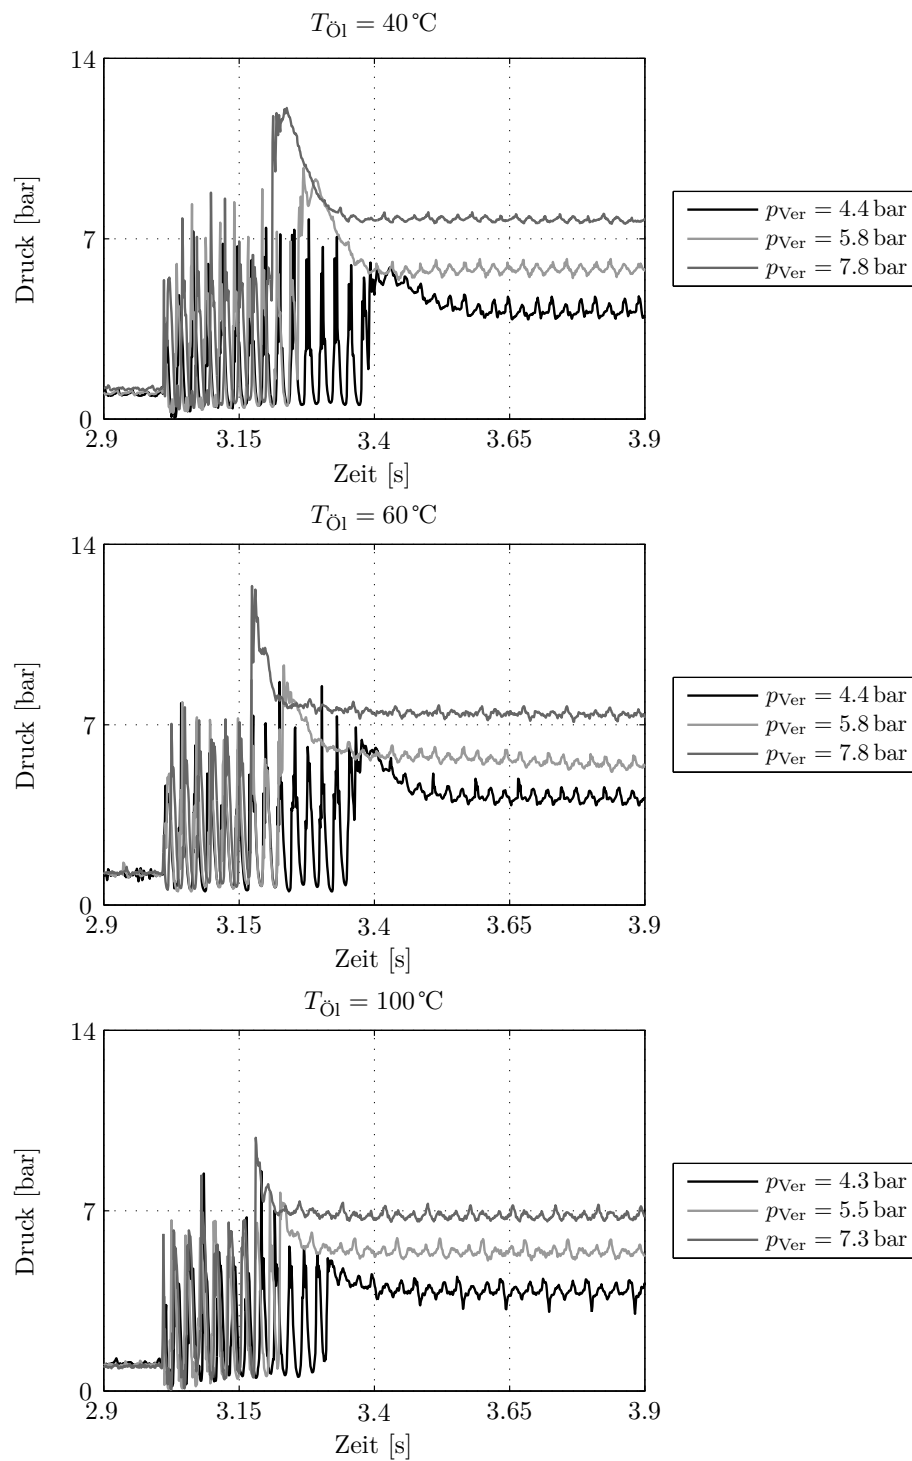 T_Öl = 40 °C
14
7
0
Druck [bar]
2.9 3.15 3.4 3.65 3.9
Zeit [s]
p_Ver = 4.4 bar
p_Ver = 5.8 bar
p_Ver = 7.8 bar
T_Öl = 60 °C
14
7
0
Druck [bar]
2.9 3.15 3.4 3.65 3.9
Zeit [s]
p_Ver = 4.4 bar
p_Ver = 5.8 bar
p_Ver = 7.8 bar
T_Öl = 100 °C
14
7
0
Druck [bar]
2.9 3.15 3.4 3.65 3.9
Zeit [s]
p_Ver = 4.3 bar
p_Ver = 5.5 bar
p_Ver = 7.3 bar